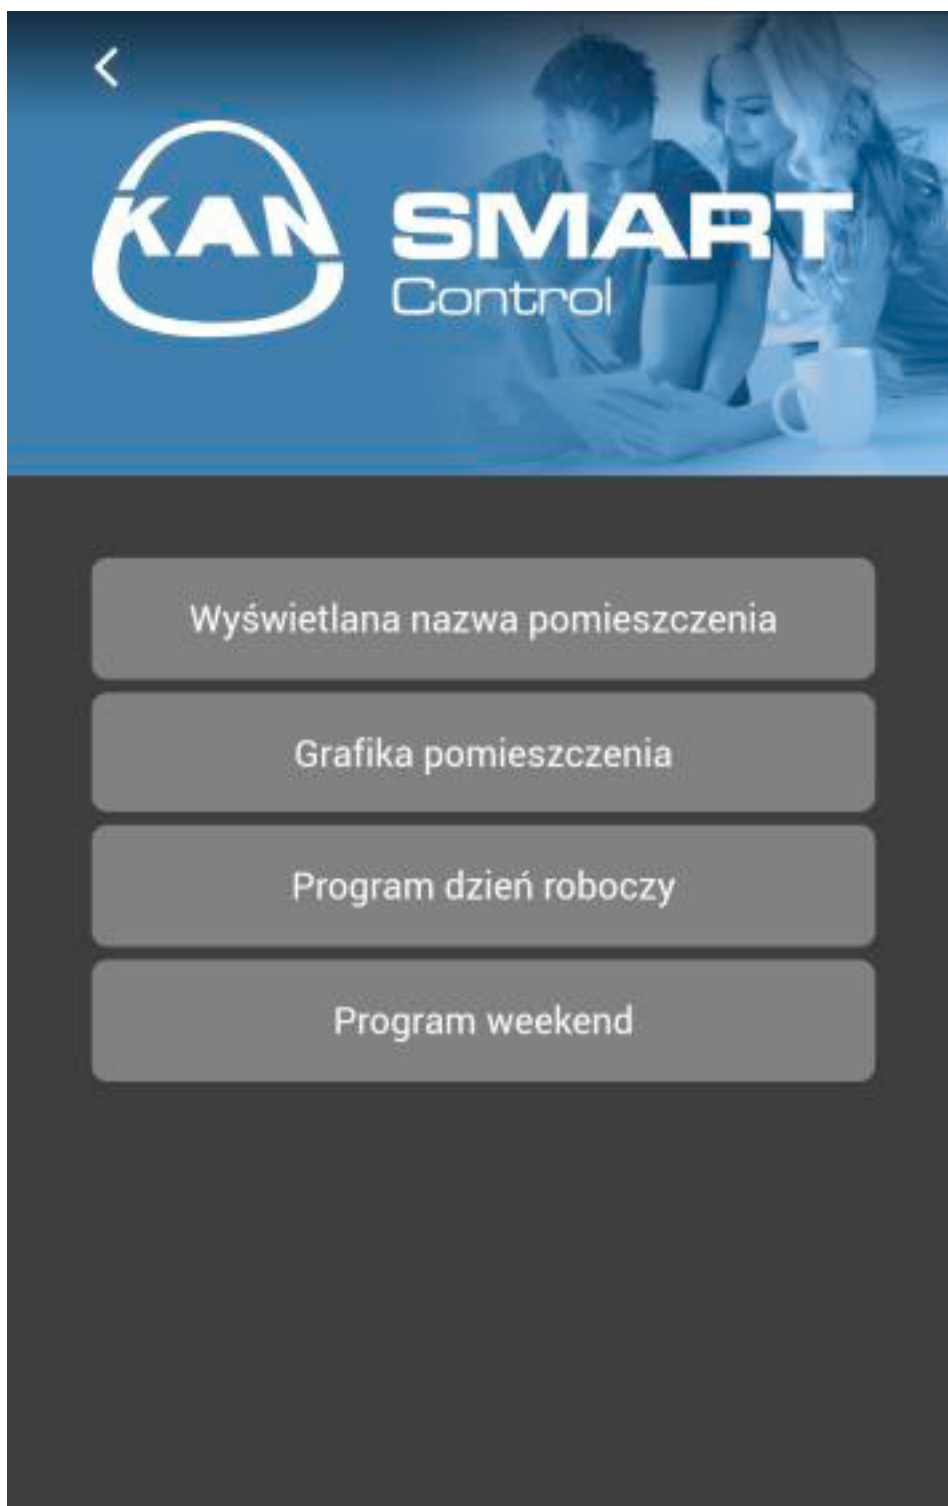 KAN SMART
Control
Wyświetlana nazwa pomieszczenia
Grafika pomieszczenia
Program dzień roboczy
Program weekend